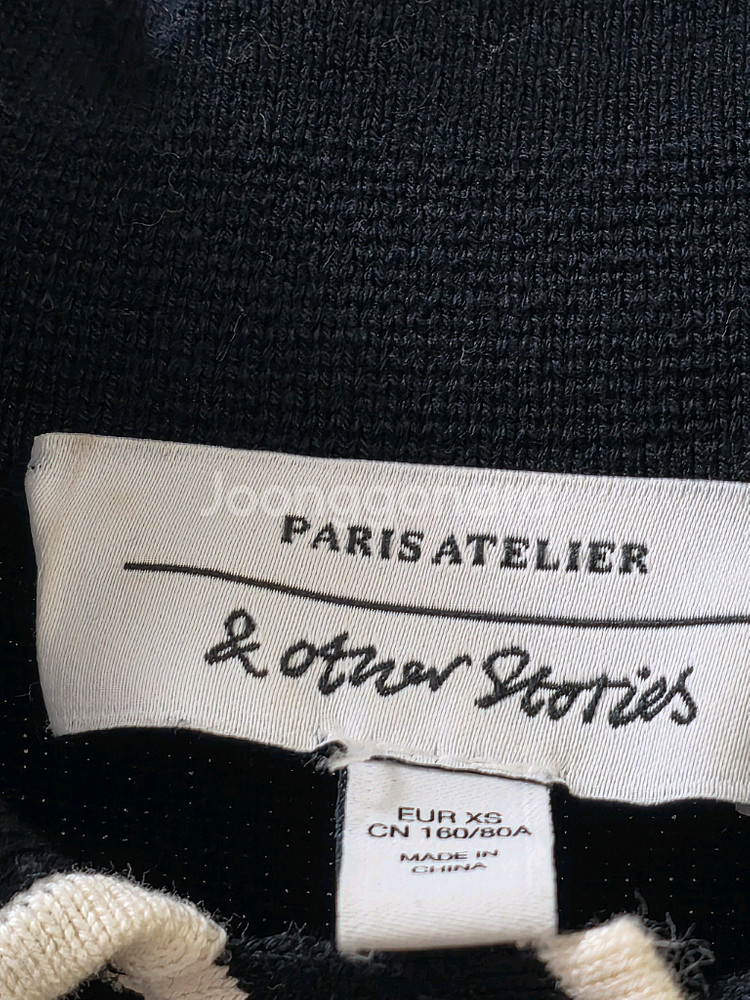 PARIS ATELIER
& other Stories
EUR XS
CN 160/80A
MADE IN
CHINA